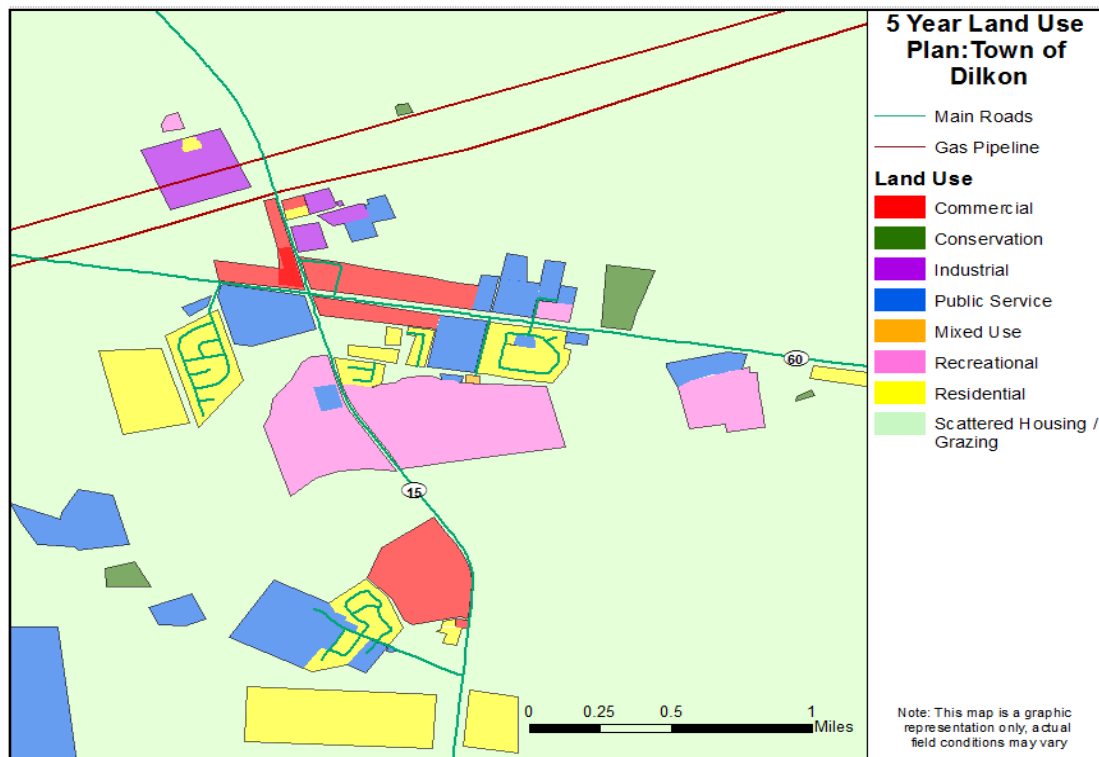 5 Year Land Use
Plan:Town of
Dilkon
Main Roads
Gas Pipeline
Land Use
Commercial
Conservation
Industrial
Public Service
Mixed Use
Recreational
Residential
Scattered Housing /
Grazing
60
15
0 0.25 0.5 1
Miles
Note: This map is a graphic
representation only, actual
field conditions may vary